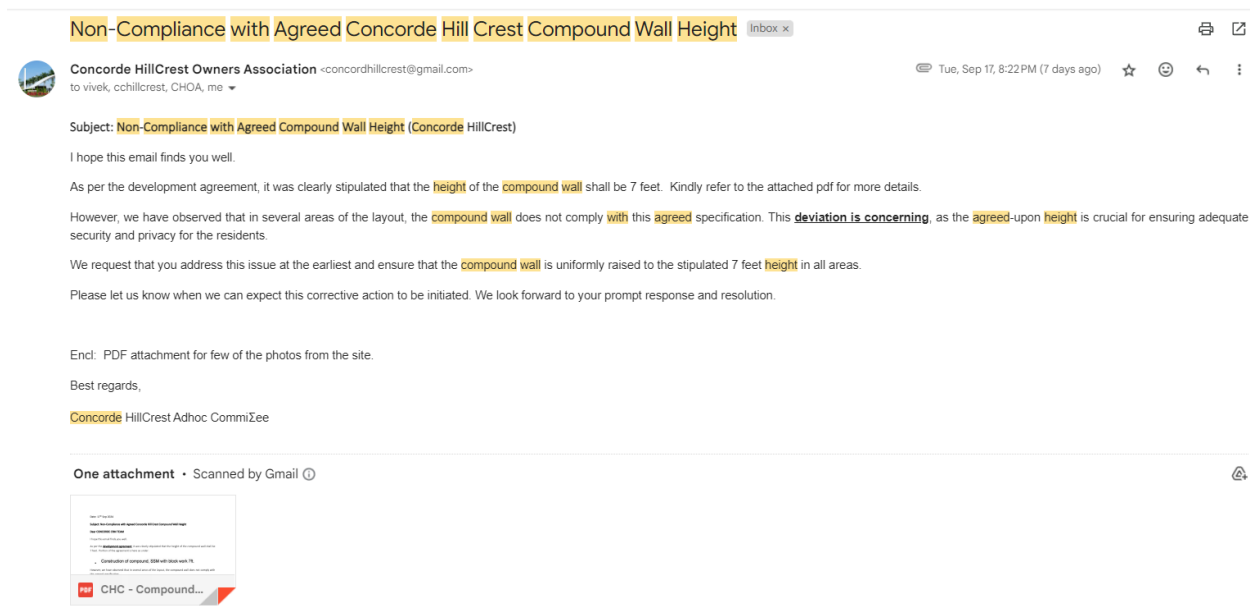 Non-Compliance with Agreed Concorde Hill Crest Compound Wall Height Inbox ×
Concorde HillCrest Owners Association <concordhillcrest@gmail.com>
Tue, Sep 17, 8:22 PM (7 days ago)
to vivek, cchillcrest, CHOA, me
Subject: Non-Compliance with Agreed Compound Wall Height (Concorde HillCrest)
I hope this email finds you well.
As per the development agreement, it was clearly stipulated that the height of the compound wall shall be 7 feet. Kindly refer to the attached pdf for more details.
However, we have observed that in several areas of the layout, the compound wall does not comply with this agreed specification. This deviation is concerning, as the agreed-upon height is crucial for ensuring adequate
security and privacy for the residents.
We request that you address this issue at the earliest and ensure that the compound wall is uniformly raised to the stipulated 7 feet height in all areas.
Please let us know when we can expect this corrective action to be initiated. We look forward to your prompt response and resolution.
Encl: PDF attachment for few of the photos from the site.
Best regards,
Concorde HillCrest Adhoc CommiΣee
One attachment • Scanned by Gmail
Construction of compound: SSM with block work 7ft
PDF CHC - Compound...